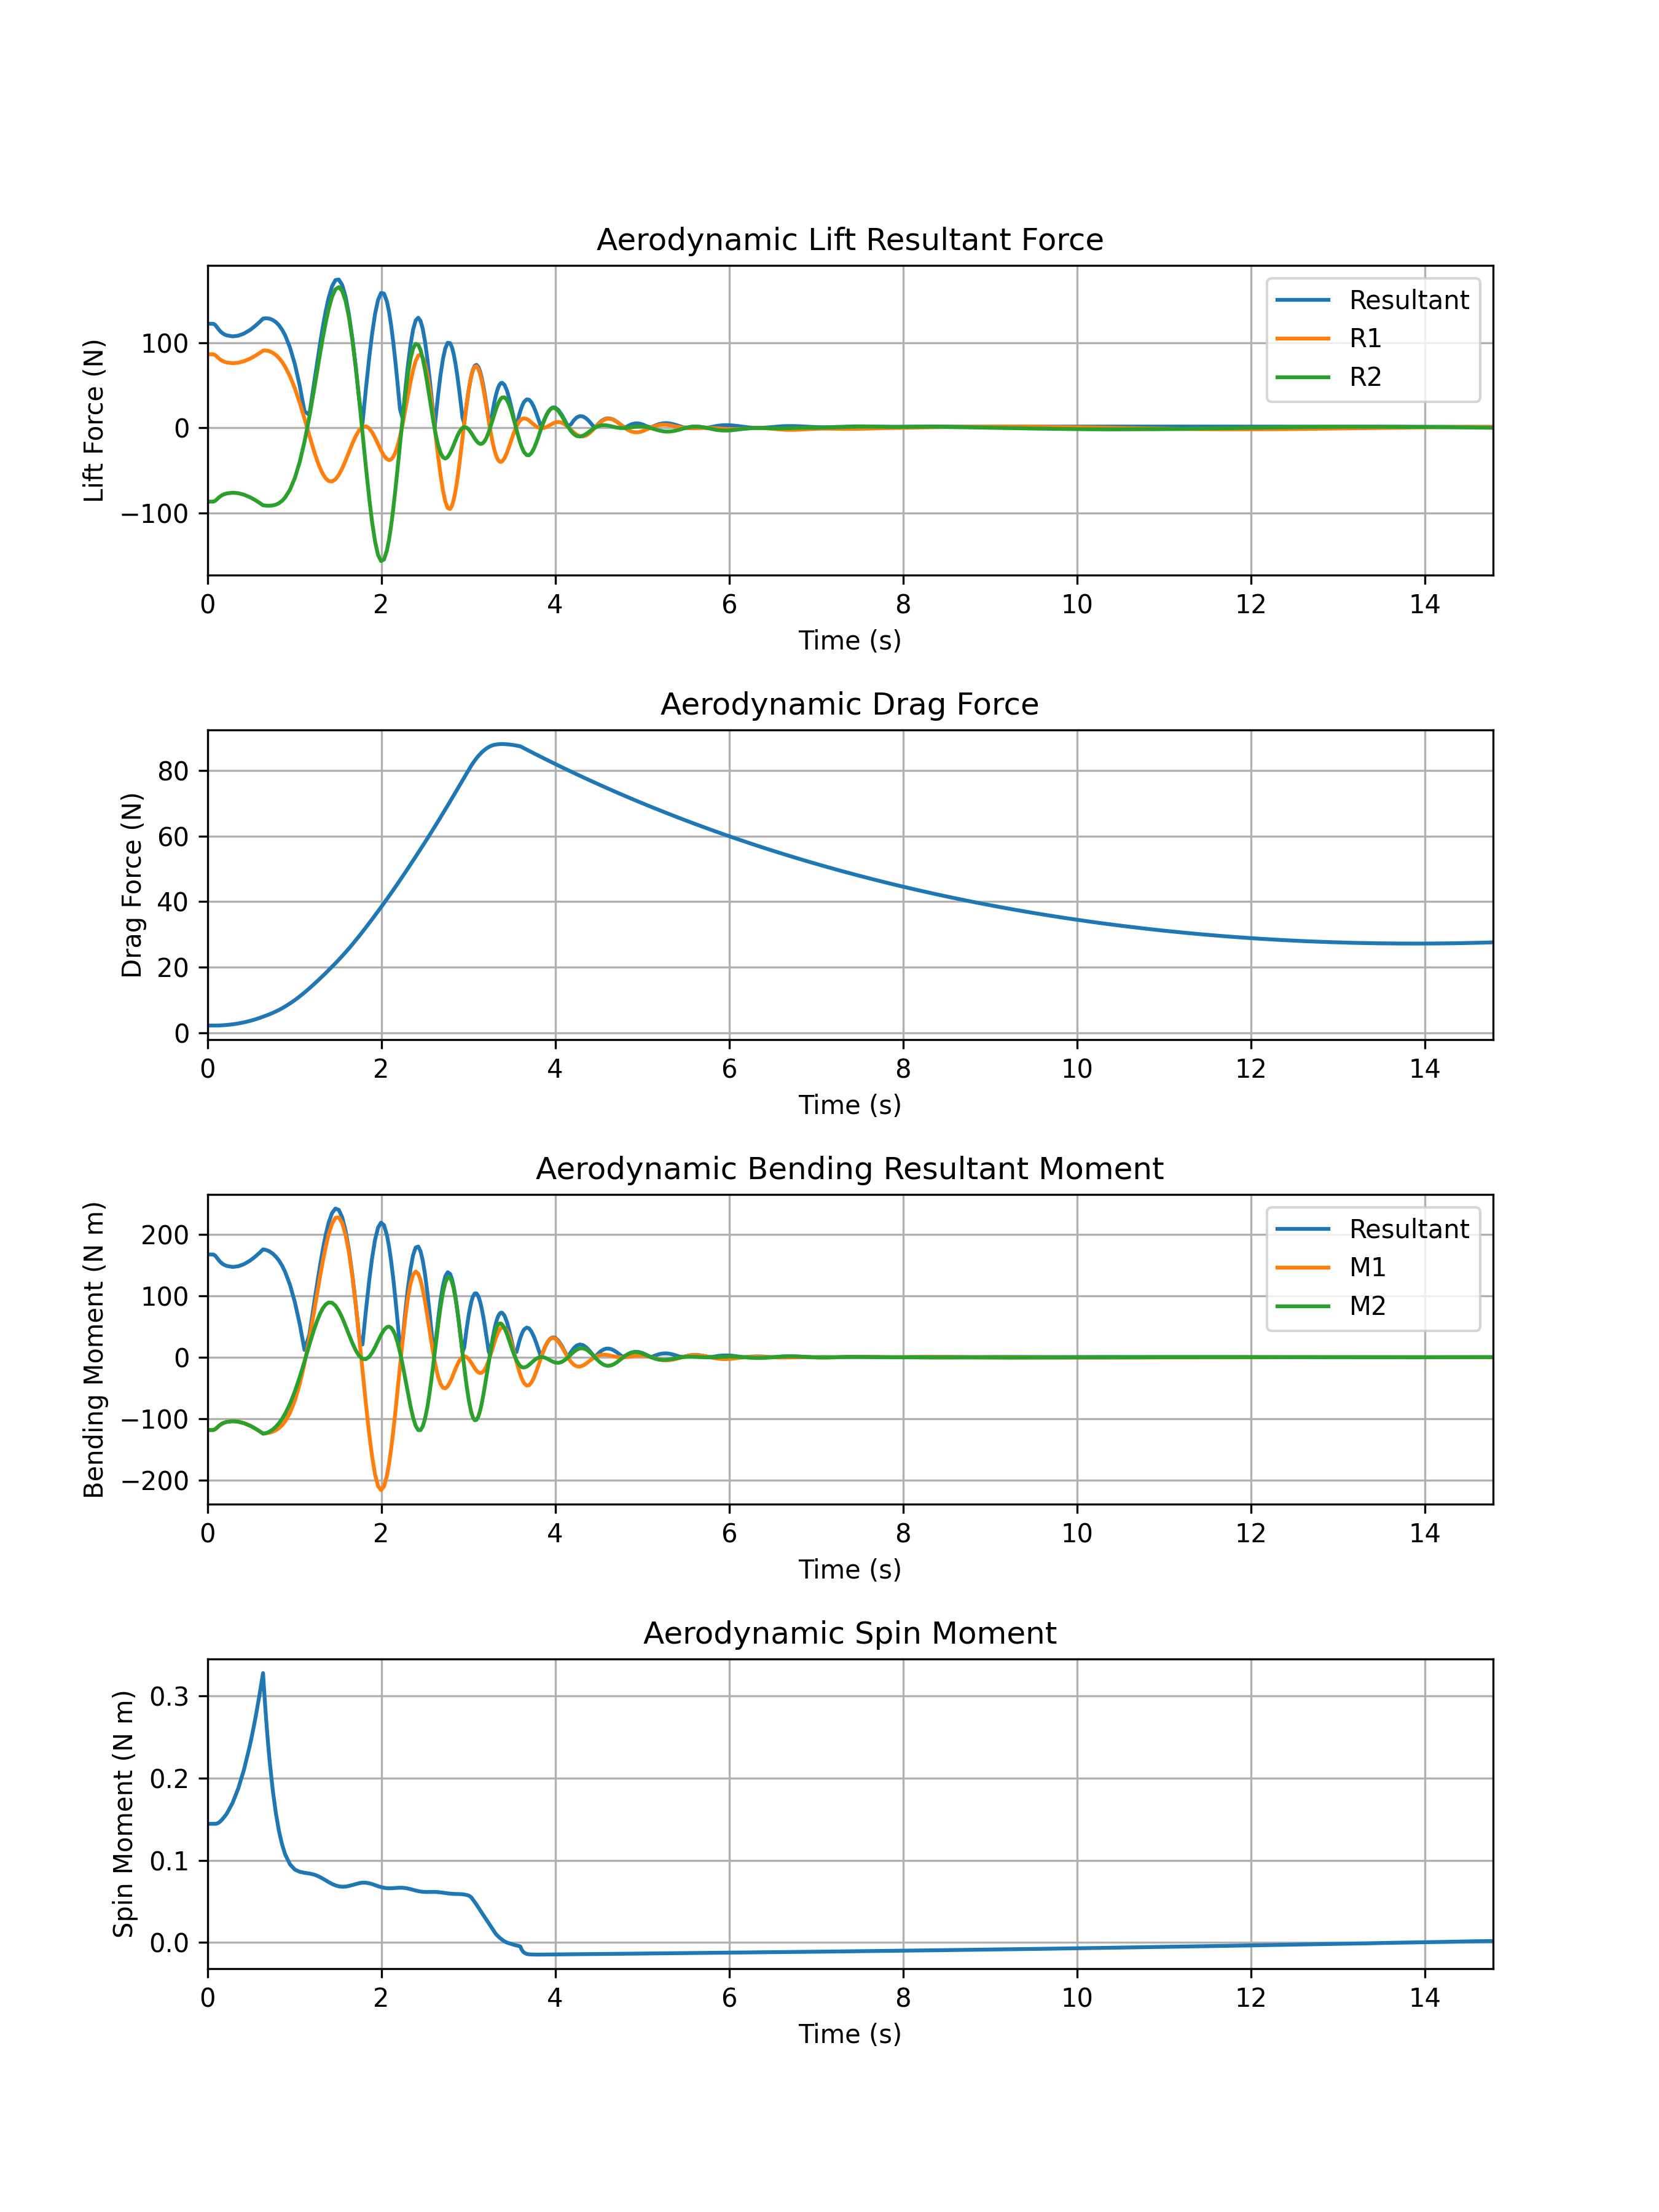 Aerodynamic Lift Resultant Force
Lift Force (N)
100
0
−100
Resultant
R1
R2
0 2 4 6 8 10 12 14
Time (s)
Aerodynamic Drag Force
Drag Force (N)
80
60
40
20
0
0 2 4 6 8 10 12 14
Time (s)
Aerodynamic Bending Resultant Moment
Bending Moment (N m)
200
100
0
−100
−200
Resultant
M1
M2
0 2 4 6 8 10 12 14
Time (s)
Aerodynamic Spin Moment
Spin Moment (N m)
0.3
0.2
0.1
0.0
0 2 4 6 8 10 12 14
Time (s)